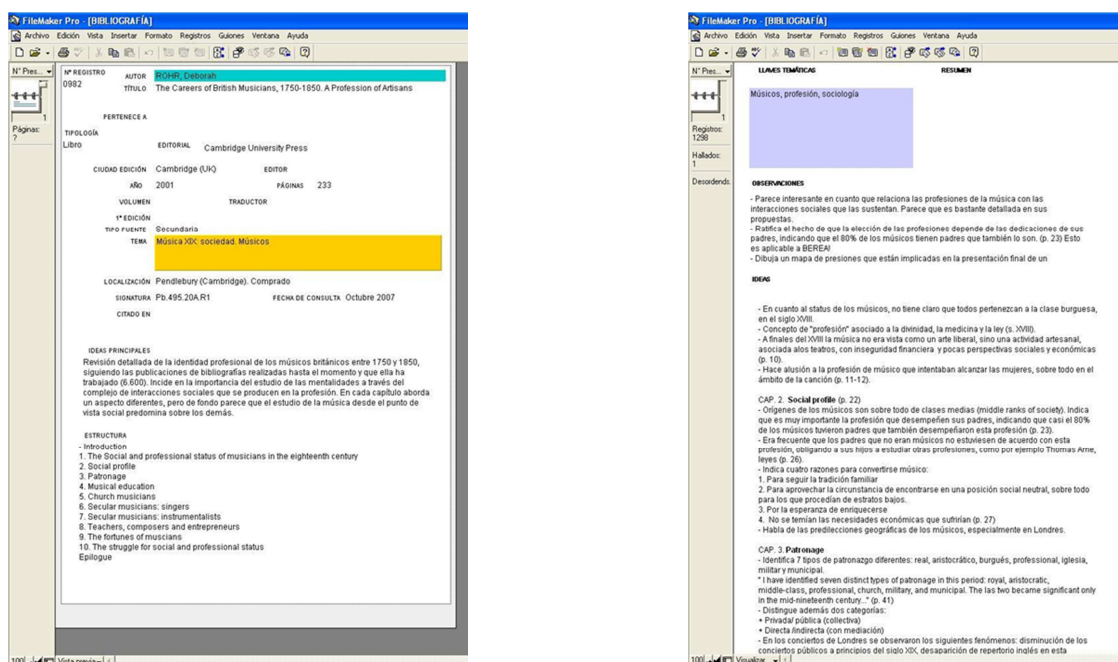 FileMaker Pro - [BIBLIOGRAFÍA]
Archivo Edición Vista Insertar Formato Registros Guiones Ventana Ayuda
N° Pres...
1
Páginas:
?
Nº REGISTRO
0982
AUTOR ROHR, Deborah
TÍTULO The Careers of British Musicians, 1750-1850. A Profession of Artisans
PERTENECE A
TIPOLOGÍA
Libro
EDITORIAL Cambridge University Press
CIUDAD EDICIÓN Cambridge (UK) EDITOR
AÑO 2001 PÁGINAS 233
VOLUMEN TRADUCTOR
1ª EDICIÓN
TIPO FUENTE Secundaria
TEMA Música XIX: sociedad. Músicos
LOCALIZACIÓN Pendlebury (Cambridge). Comprado
SIGNATURA Pb.495.20A.R1 FECHA DE CONSULTA Octubre 2007
CITADO EN
IDEAS PRINCIPALES
Revisión detallada de la identidad profesional de los músicos británicos entre 1750 y 1850,
siguiendo las publicaciones de bibliografías realizadas hasta el momento y que ella ha
trabajado (6.600). Incide en la importancia del estudio de las mentalidades a través del
complejo de interacciones sociales que se producen en la profesión. En cada capítulo aborda
un aspecto diferentes, pero de fondo parece que el estudio de la música desde el punto de
vista social predomina sobre los demás.
ESTRUCTURA
- Introduction
1. The Social and professional status of musicians in the eighteenth century
2. Social profile
3. Patronage
4. Musical education
5. Church musicians
6. Secular musicians: singers
7. Secular musicians: instrumentalists
8. Teachers, composers and entrepreneurs
9. The fortunes of muscians
10. The struggle for social and professional status
Epilogue
100 Vista previa
FileMaker Pro - [BIBLIOGRAFÍA]
Archivo Edición Vista Insertar Formato Registros Guiones Ventana Ayuda
N° Pres...
1
Registros:
1298
Hallados:
1
Desordends.
LLAVES TEMÁTICAS RESUMEN
Músicos, profesión, sociología
OBSERVACIONES
- Parece interesante en cuanto que relaciona las profesiones de la música con las
interacciones sociales que las sustentan. Parece que es bastante detallada en sus
propuestas.
- Ratifica el hecho de que la elección de las profesiones depende de las dedicaciones de sus
padres, indicando que el 80% de los músicos tienen padres que también lo son. (p. 23) Esto
es aplicable a BEREA!
- Dibuja un mapa de presiones que están implicadas en la presentación final de un
IDEAS
- En cuanto al status de los músicos, no tiene claro que todos pertenezcan a la clase burguesa,
en el siglo XVIII.
- Concepto de "profesión" asociado a la divinidad, la medicina y la ley (s. XVIII).
- A finales del XVIII la música no era vista como un arte liberal, sino una actividad artesanal,
asociada alos teatros, con inseguridad financiera y pocas perspectivas sociales y económicas
(p. 10).
- Hace alusión a la profesión de música que intentaban alcanzar las mujeres, sobre todo en el
ámbito de la canción (p. 11-12).
CAP. 2. Social profile (p. 22)
- Orígenes de los músicos son sobre todo de clases medias (middle ranks of society). Indica
que es muy importante la profesión que desempeñen sus padres, indicando que casi el 80%
de los músicos tuvieron padres que también desempeñaron esta profesión (p. 23).
- Era frecuente que los padres que no eran músicos no estuviesen de acuerdo con esta
profesión, obligando a sus hijos a estudiar otras profesiones, como por ejemplo Thomas Arne,
leyes (p. 26).
- Indica cuatro razones para convertirse músico:
1. Para seguir la tradición familiar
2. Para aprovechar la circunstancia de encontrarse en una posición social neutral, sobre todo
para los que procedían de estratos bajos.
3. Por la esperanza de enriquecerse
4. No se temían las necesidades económicas que sufrirían (p. 27)
- Habla de las predilecciones geográficas de los músicos, especialmente en Londres.
CAP. 3. Patronage
- Identifica 7 tipos de patronazgo diferentes: real, aristocrático, burgués, professional, iglesia,
militar y municipal.
" I have identified seven distinct types of patronage in this period: royal, aristocratic,
middle-class, professional, church, military, and municipal. The las two became significant only
in the mid-nineteenth century..." (p. 41)
- Distingue además dos categorías:
+ Privada/ pública (collectiva)
+ Directa /indirecta (con mediación)
- En los conciertos de Londres se observaron los siguientes fenómenos: disminución de los
conciertos públicos a principios del siglo XIX, desaparición de repertorio inglés en esta
100 Visualizar